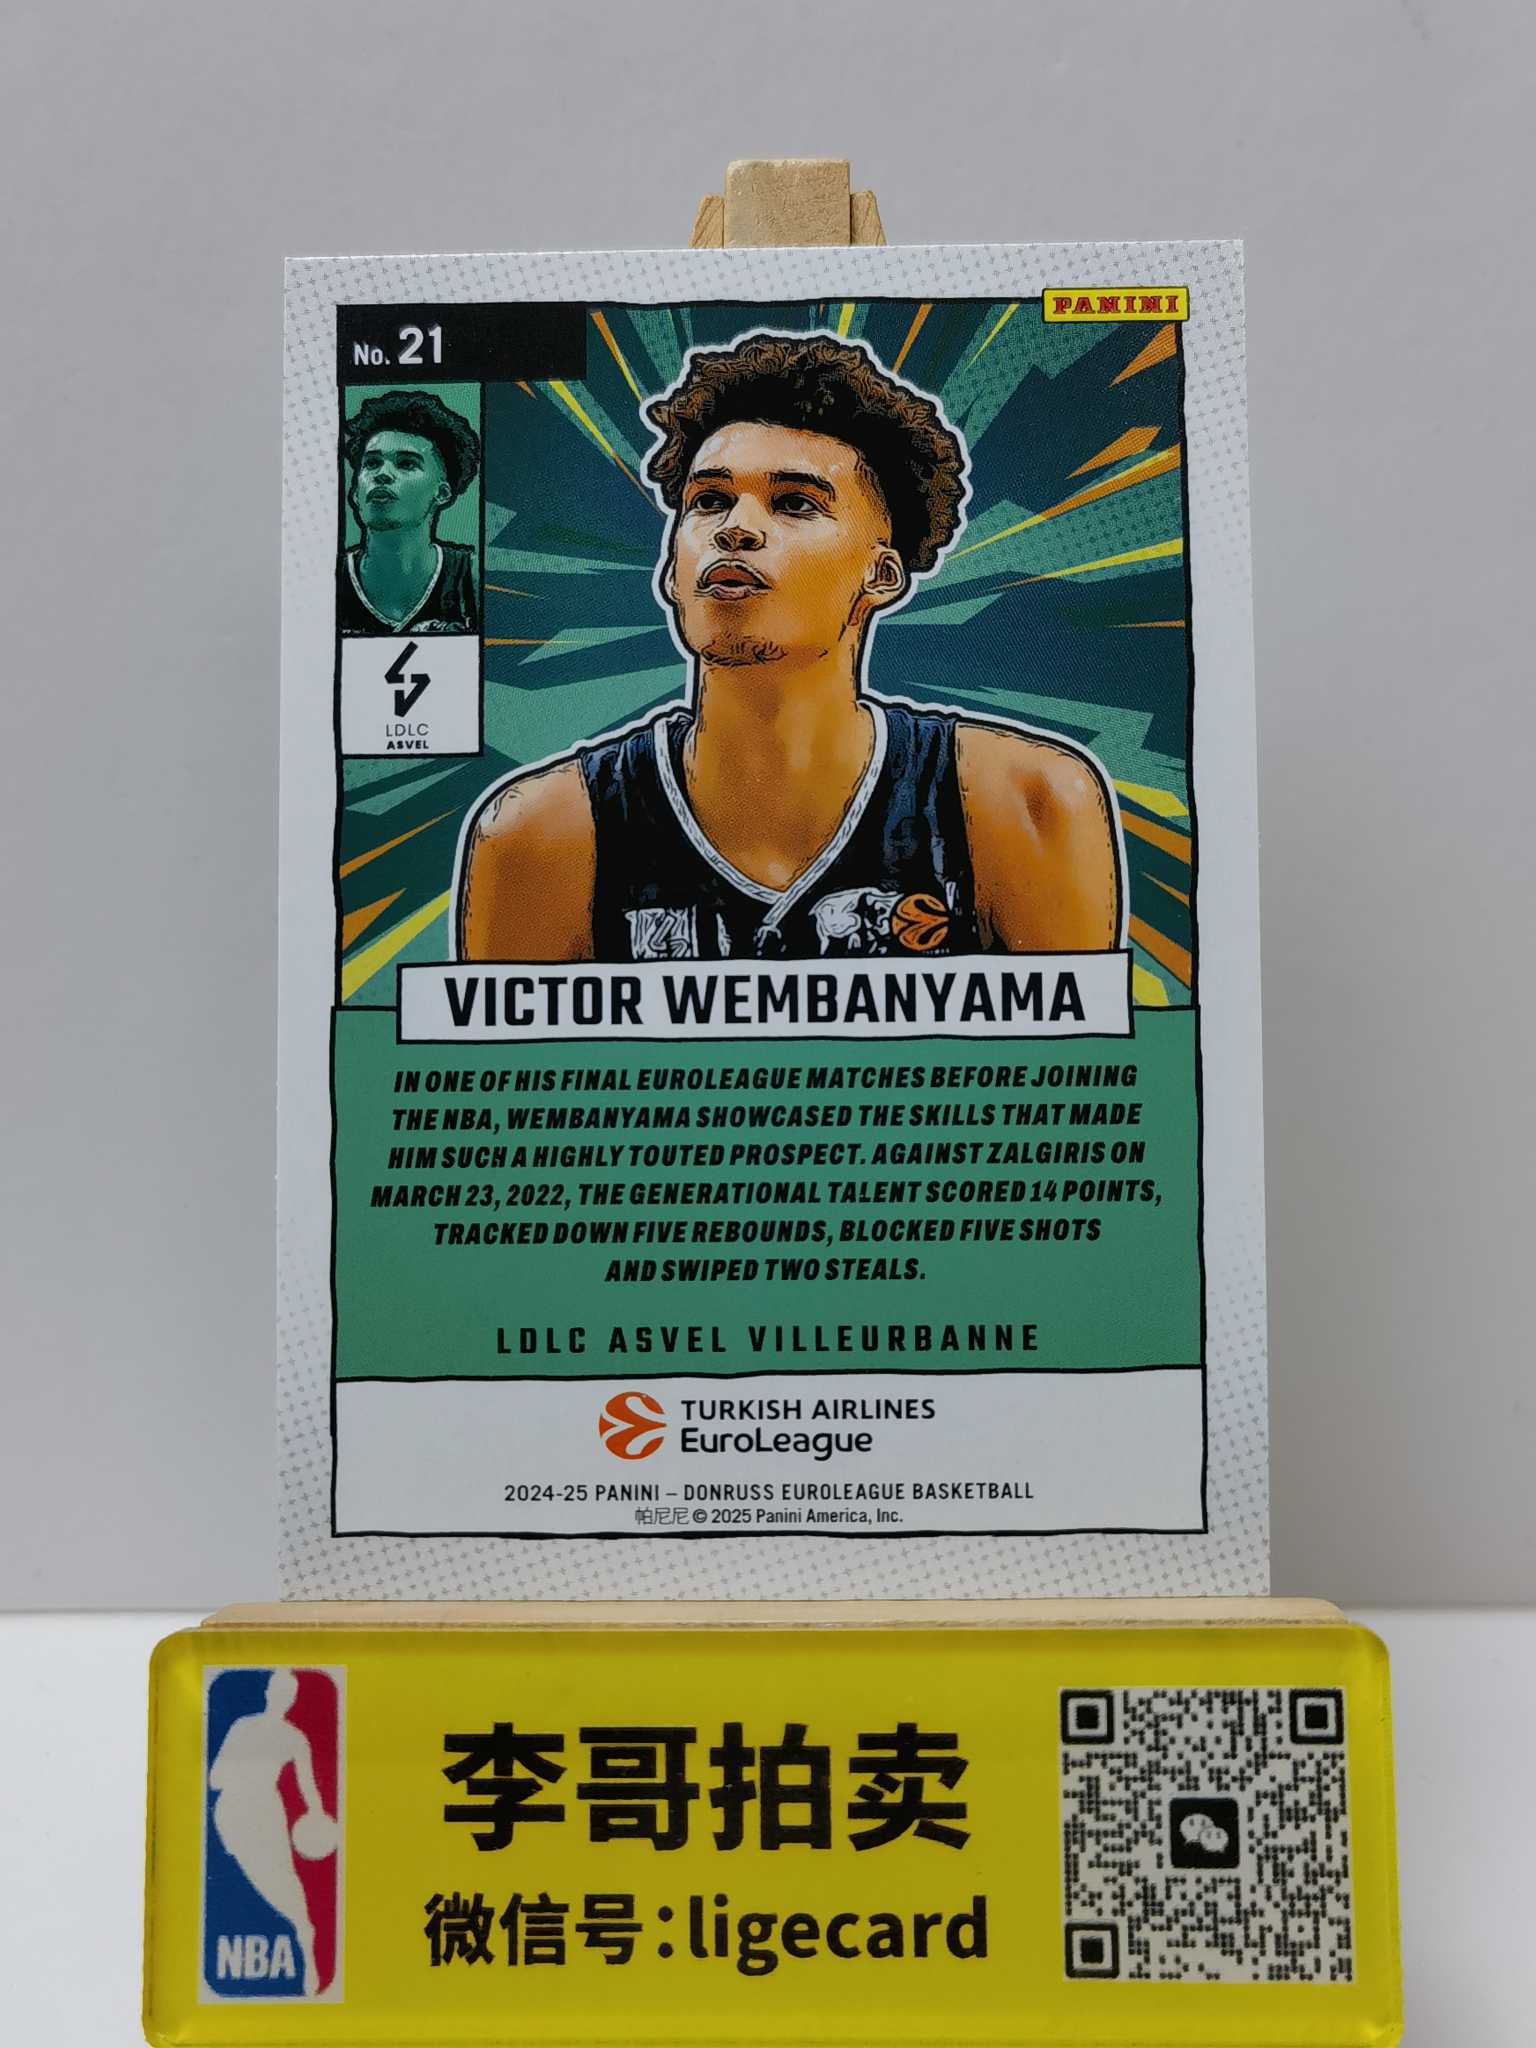 PANINI
No. 21
LDLC
ASVEL
VICTOR WEMBANYAMA
IN ONE OF HIS FINAL EUROLEAGUE MATCHES BEFORE JOINING
THE NBA, WEMBANYAMA SHOWCASED THE SKILLS THAT MADE
HIM SUCH A HIGHLY TOUTED PROSPECT. AGAINST ZALGIRIS ON
MARCH 23, 2022, THE GENERATIONAL TALENT SCORED 14 POINTS,
TRACKED DOWN FIVE REBOUNDS, BLOCKED FIVE SHOTS
AND SWIPED TWO STEALS.
LDLC ASVEL VILLEURBANNE
TURKISH AIRLINES
EuroLeague
2024-25 PANINI – DONRUSS EUROLEAGUE BASKETBALL
帕尼尼 © 2025 Panini America, Inc.
李哥拍卖
微信号:ligecard
NBA